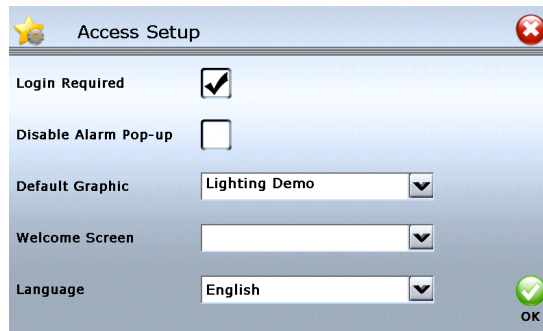 Access Setup
Login Required
Disable Alarm Pop-up
Default Graphic Lighting Demo
Welcome Screen
Language English
OK